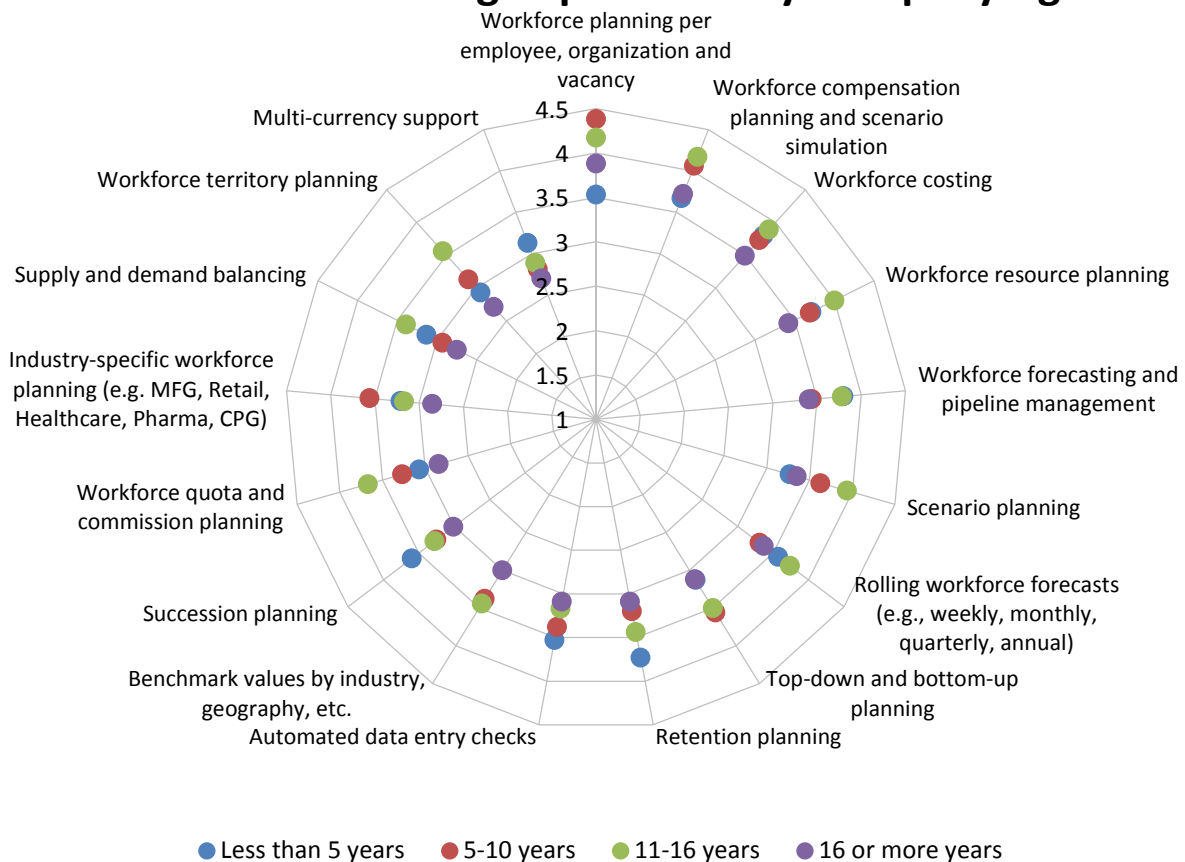 Workforce planning per
employee, organization and
vacancy
Workforce compensation
planning and scenario
simulation
Workforce costing
Workforce resource planning
Workforce forecasting and
pipeline management
Scenario planning
Rolling workforce forecasts
(e.g., weekly, monthly,
quarterly, annual)
Top-down and bottom-up
planning
Retention planning
Automated data entry checks
Benchmark values by industry,
geography, etc.
Succession planning
Workforce quota and
commission planning
Industry-specific workforce
planning (e.g. MFG, Retail,
Healthcare, Pharma, CPG)
Supply and demand balancing
Workforce territory planning
Multi-currency support
4.5
4
3.5
3
2.5
2
1.5
1
Less than 5 years
5-10 years
11-16 years
16 or more years